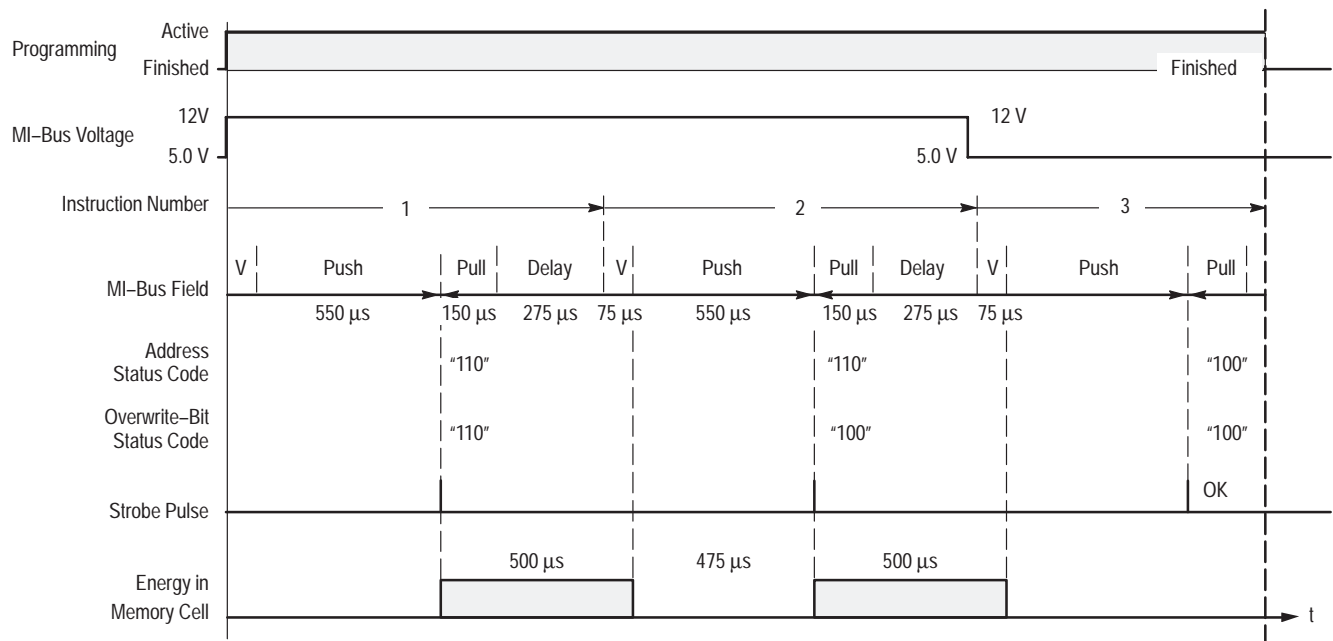 Active
Programming
Finished
Finished
12V
12 V
MI–Bus Voltage
5.0 V
5.0 V
Instruction Number
1
2
3
V Push Pull Delay V Push Pull Delay V Push Pull
MI–Bus Field
550 μs 150 μs 275 μs 75 μs 550 μs 150 μs 275 μs 75 μs
Address
Status Code
"110" "110" "100"
Overwrite–Bit
Status Code
"110" "100" "100"
OK
Strobe Pulse
500 μs 475 μs 500 μs
Energy in
Memory Cell
t